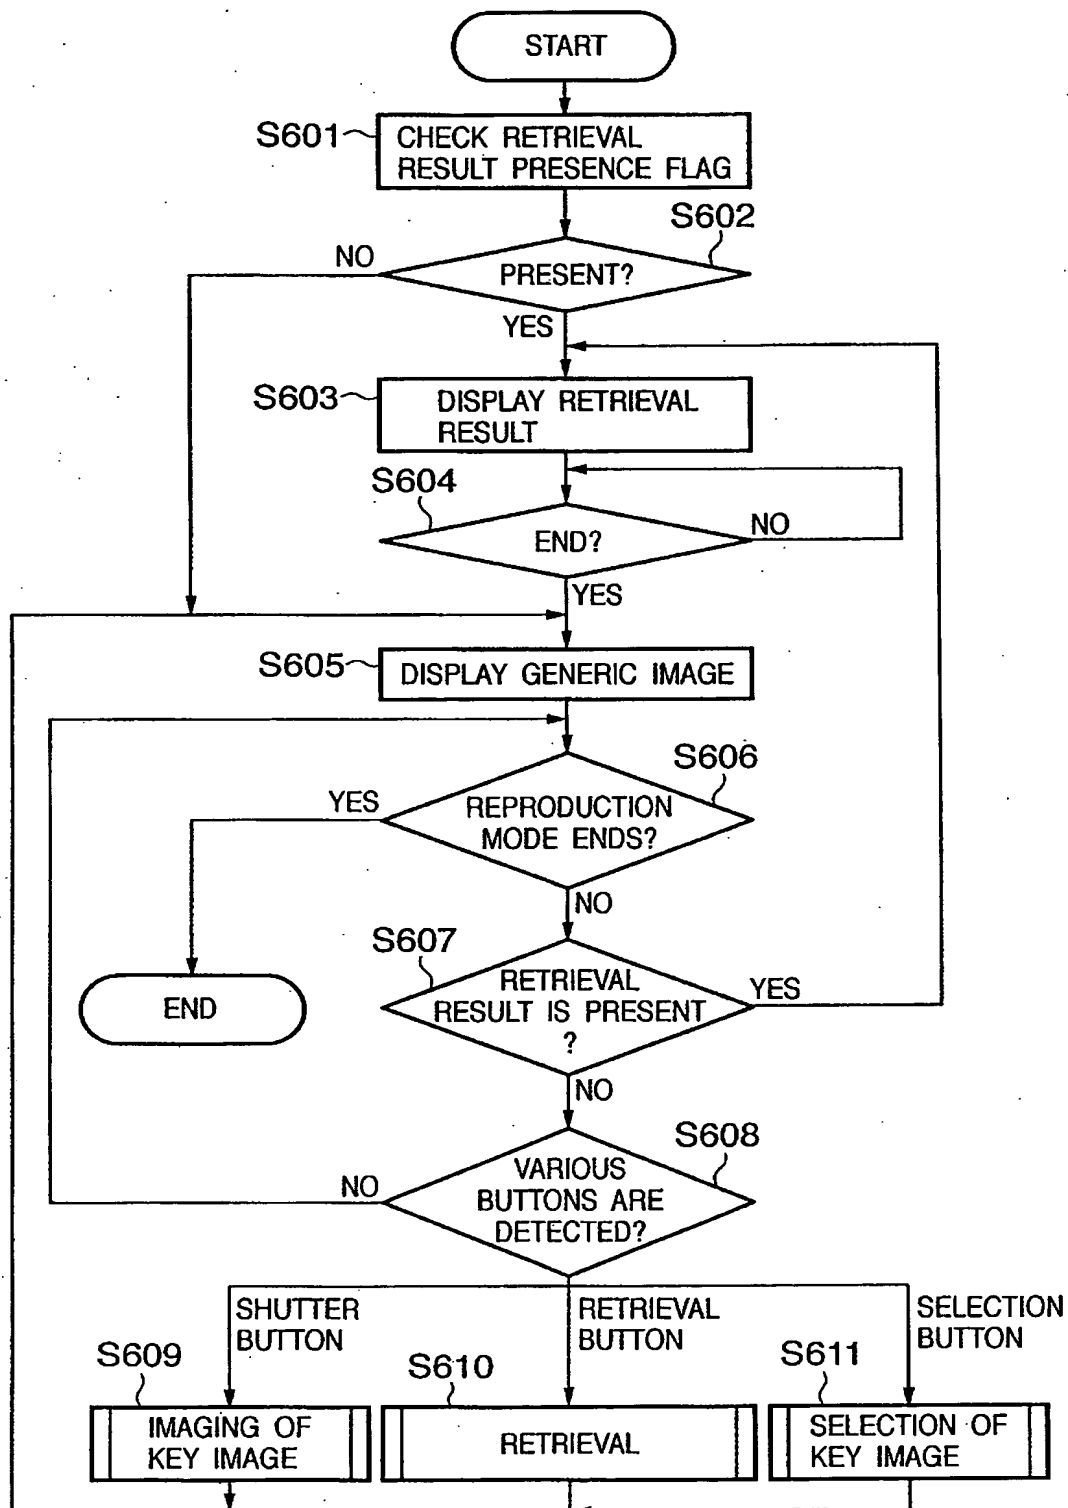 START
S601
CHECK RETRIEVAL
RESULT PRESENCE FLAG
S602
NO
PRESENT?
YES
S603
DISPLAY RETRIEVAL
RESULT
S604
END?
NO
YES
S605
DISPLAY GENERIC IMAGE
S606
YES
REPRODUCTION
MODE ENDS?
NO
S607
RETRIEVAL
RESULT IS PRESENT
?
YES
END
NO
S608
VARIOUS
BUTTONS ARE
DETECTED?
NO
SHUTTER
BUTTON
RETRIEVAL
BUTTON
SELECTION
BUTTON
S609
IMAGING OF
KEY IMAGE
S610
RETRIEVAL
S611
SELECTION OF
KEY IMAGE